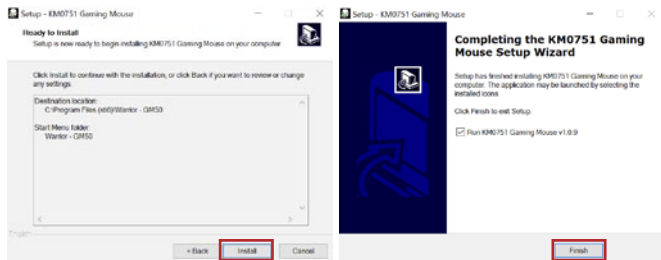 Setup - KM0751 Gaming Mouse
Ready to Install
Setup is now ready to begin installing KM0751 Gaming Mouse on your computer.
Click Install to continue with the installation, or click Back if you want to review or change
any settings.
Destination location:
C:\Program Files (x86)\Warrior - GM50
Start Menu folder:
Warrior - GM50
English
< Back
Install
Cancel
Setup - KM0751 Gaming Mouse
Completing the KM0751 Gaming
Mouse Setup Wizard
Setup has finished installing KM0751 Gaming Mouse on your
computer. The application may be launched by selecting the
installed icons.
Click Finish to exit Setup.
Run KM0751 Gaming Mouse v1.0.9
Finish